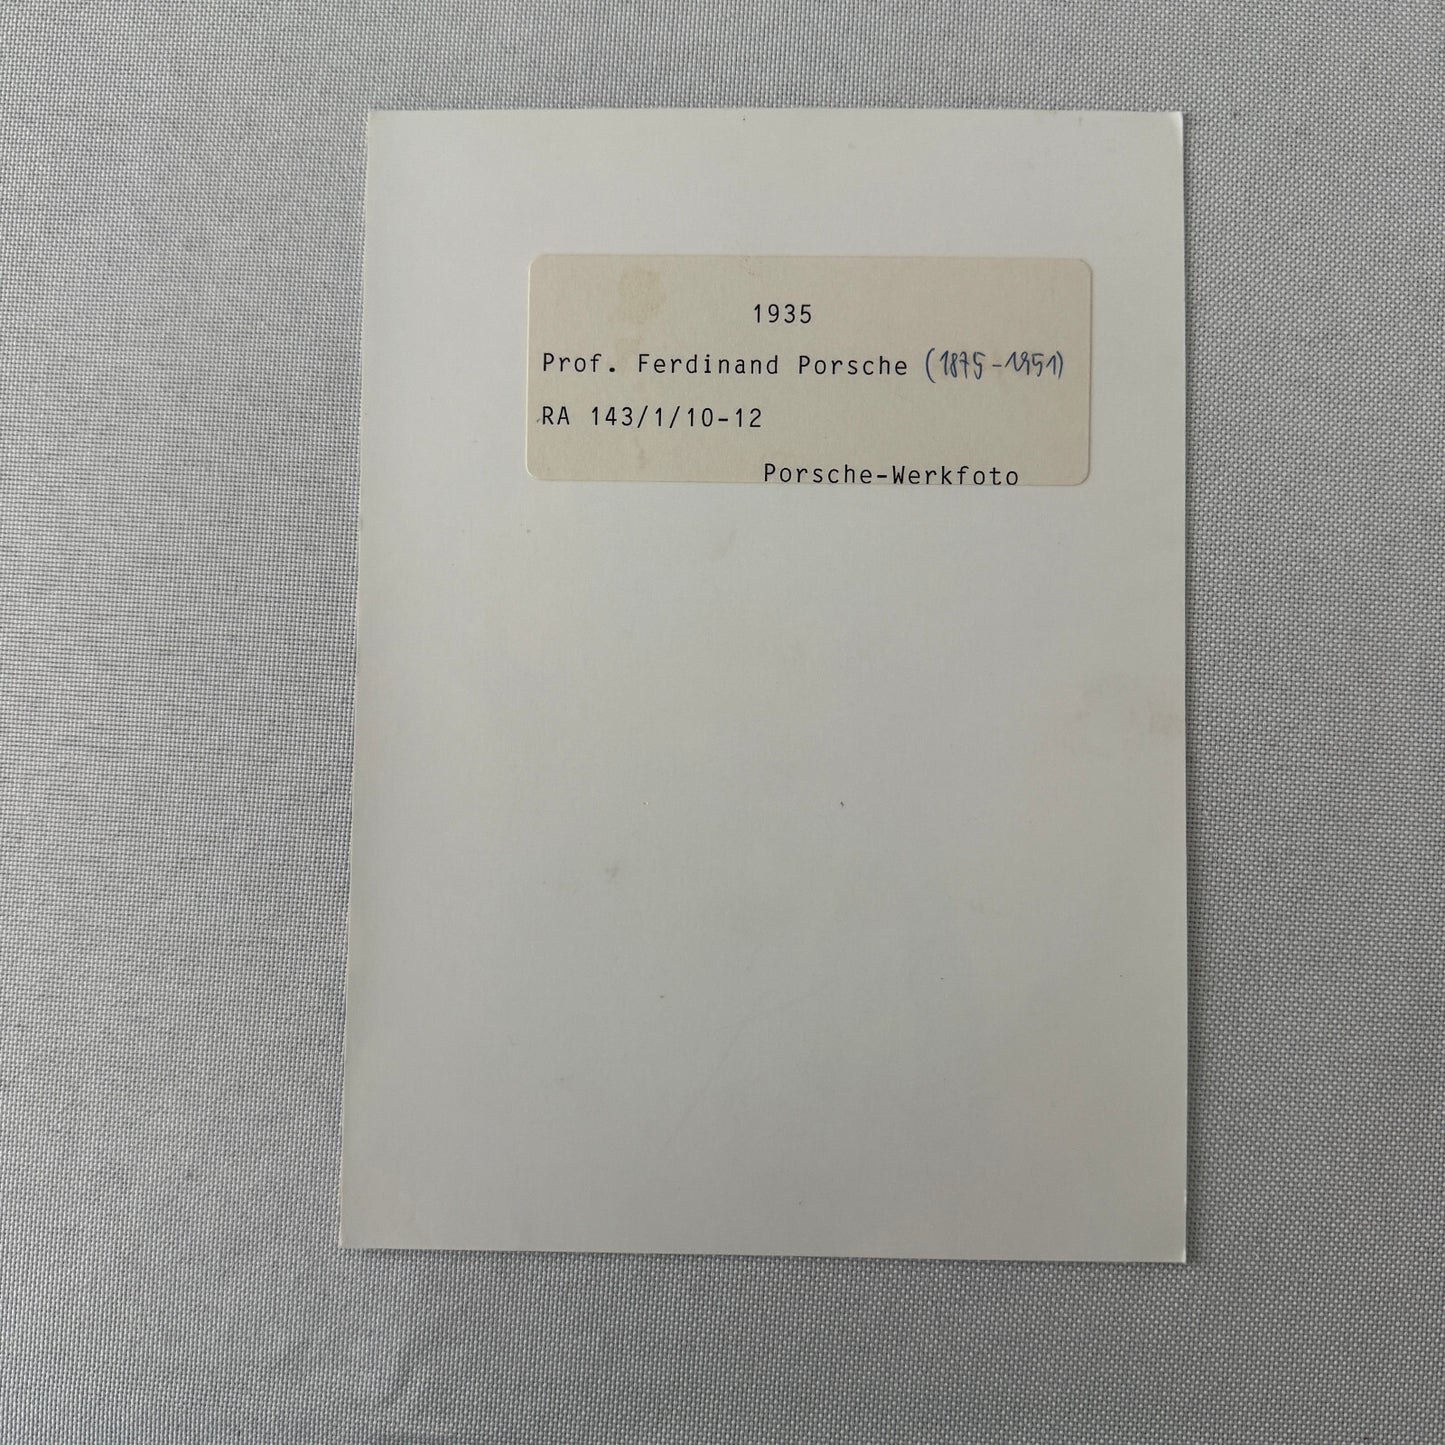 1935
Prof. Ferdinand Porsche (1875-1951)
RA 143/1/10-12
Porsche-Werkfoto